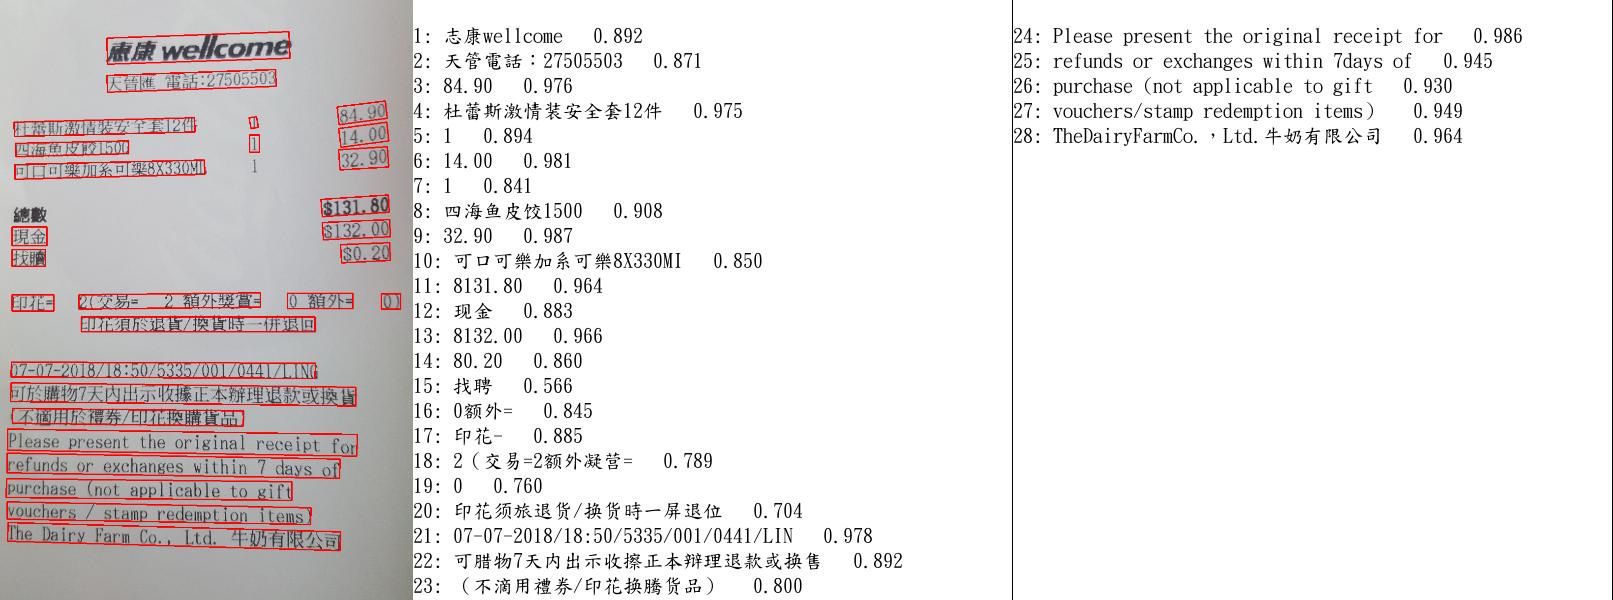 惠康 wellcome
天晉匯 電話:27505503
杜蕾斯激情裝安全套12件 1 84.90
四海魚皮餃150G 1 14.00
可口可樂加系可樂8X330ML 1 32.90
總數 $131.80
現金 $132.00
找贖 $0.20
印花= 2(交易= 2 額外獎賞= 0 額外= 0)
印花須於退貨/換貨時一併退回
07-07-2018/18:50/5335/001/0441/LING
可於購物7天內出示收據正本辦理退款或換貨
(不適用於禮券/印花換購貨品)
Please present the original receipt for
refunds or exchanges within 7 days of
purchase (not applicable to gift
vouchers / stamp redemption items)
The Dairy Farm Co., Ltd. 牛奶有限公司
1: 志康wellcome 0.892
2: 天管電話：27505503 0.871
3: 84.90 0.976
4: 杜蕾斯激情裝安全套12件 0.975
5: 1 0.894
6: 14.00 0.981
7: 1 0.841
8: 四海鱼皮饺1500 0.908
9: 32.90 0.987
10: 可口可樂加系可樂8X330MI 0.850
11: 8131.80 0.964
12: 现金 0.883
13: 8132.00 0.966
14: 80.20 0.860
15: 找聘 0.566
16: 0额外= 0.845
17: 印花- 0.885
18: 2（交易=2额外凝营= 0.789
19: 0 0.760
20: 印花须旅退货/换货時一屏退位 0.704
21: 07-07-2018/18:50/5335/001/0441/LIN 0.978
22: 可腊物7天内出示收擦正本辩理退款或换售 0.892
23: （不滴用禮券/印花换腾货品） 0.800
24: Please present the original receipt for 0.986
25: refunds or exchanges within 7days of 0.945
26: purchase (not applicable to gift 0.930
27: vouchers/stamp redemption items） 0.949
28: TheDairyFarmCo.，Ltd.牛奶有限公司 0.964